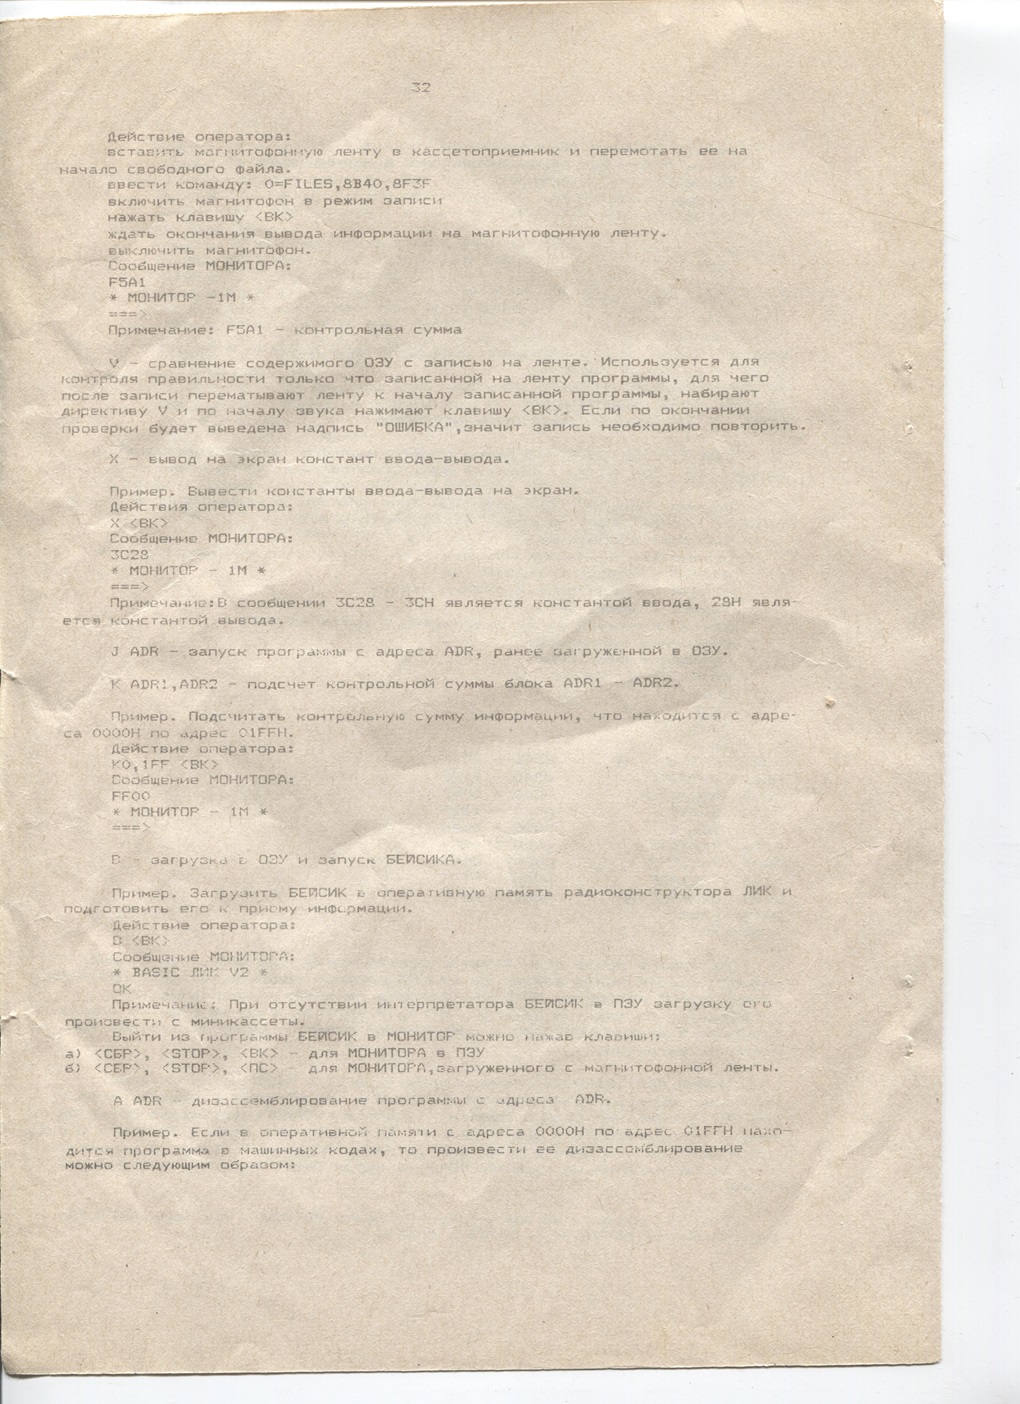 32
Действие оператора:
вставить магнитофонную ленту в кассетоприемник и перемотать ее на
начало свободного файла.
ввести команду: O=FILES,8B40,8F3F
включить магнитофон в режим записи
нажать клавишу <ВК>
ждать окончания вывода информации на магнитофонную ленту.
выключить магнитофон.
Сообщение МОНИТОРА:
F5A1
* МОНИТОР -1М *
===>
Примечание: F5A1 - контрольная сумма
V - сравнение содержимого ОЗУ с записью на ленте. Используется для
контроля правильности только что записанной на ленту программы, для чего
после записи перематывают ленту к началу записанной программы, набирают
директиву V и по началу звука нажимают клавишу <ВК>. Если по окончании
проверки будет выведена надпись "ОШИБКА",значит запись необходимо повторить.
X - вывод на экран констант ввода-вывода.
Пример. Вывести константы ввода-вывода на экран.
Действия оператора:
X <ВК>
Сообщение МОНИТОРА:
3C28
* МОНИТОР - 1М *
===>
Примечание:В сообщении 3C28 - 3CH является константой ввода, 28H явля-
ется константой вывода.
J ADR - запуск программы с адреса ADR, ранее загруженной в ОЗУ.
K ADR1,ADR2 - подсчет контрольной суммы блока ADR1 - ADR2.
Пример. Подсчитать контрольную сумму информации, что находится с адре-
са 0000H по адрес 01FFH.
Действие оператора:
K0,1FF <ВК>
Сообщение МОНИТОРА:
FF00
* МОНИТОР - 1М *
===>
B - загрузка в ОЗУ и запуск БЕЙСИКА.
Пример. Загрузить БЕЙСИК в оперативную память радиоконструктора ЛИК и
подготовить его к приому информации.
Действие оператора:
B <ВК>
Сообщение МОНИТОРА:
* BASIC ЛИК V2 *
OK
Примечание: При отсутствии интерпретатора БЕЙСИК в ПЗУ загрузку его
произвести с миникассеты.
Выйти из программы БЕЙСИК в МОНИТОР можно нажав клавиши:
а) <СБР>, <STOP>, <ВК> - для МОНИТОРА в ПЗУ
б) <СБР>, <STOP>, <ПС> - для МОНИТОРА,загруженного с магнитофонной ленты.
A ADR - дизассемблирование программы с адреса ADR.
Пример. Если в оперативной памяти с адреса 0000H по адрес 01FFH нахо-
дится программа в машинных кодах, то произвести ее дизассемблирование
можно следующим образом: